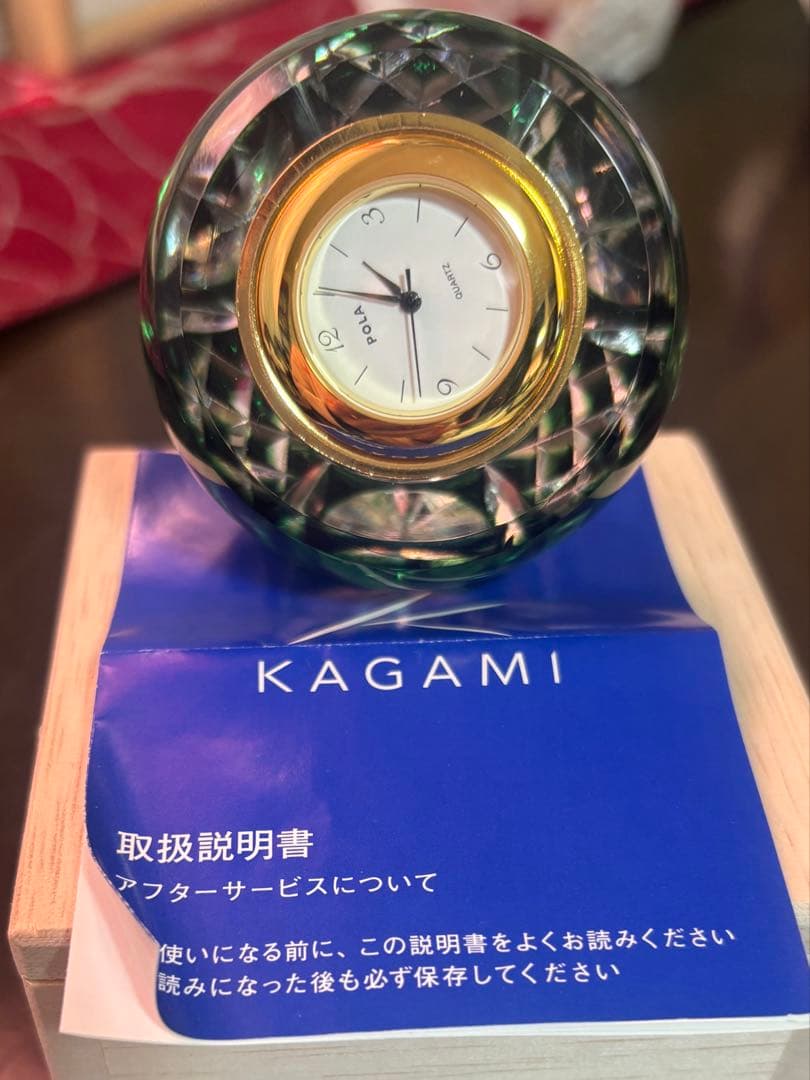 3
6
9
12
POLA
QUARTZ
KAGAMI
取扱説明書
アフターサービスについて
使いになる前に、この説明書をよくお読みください
読みになった後も必ず保存してください